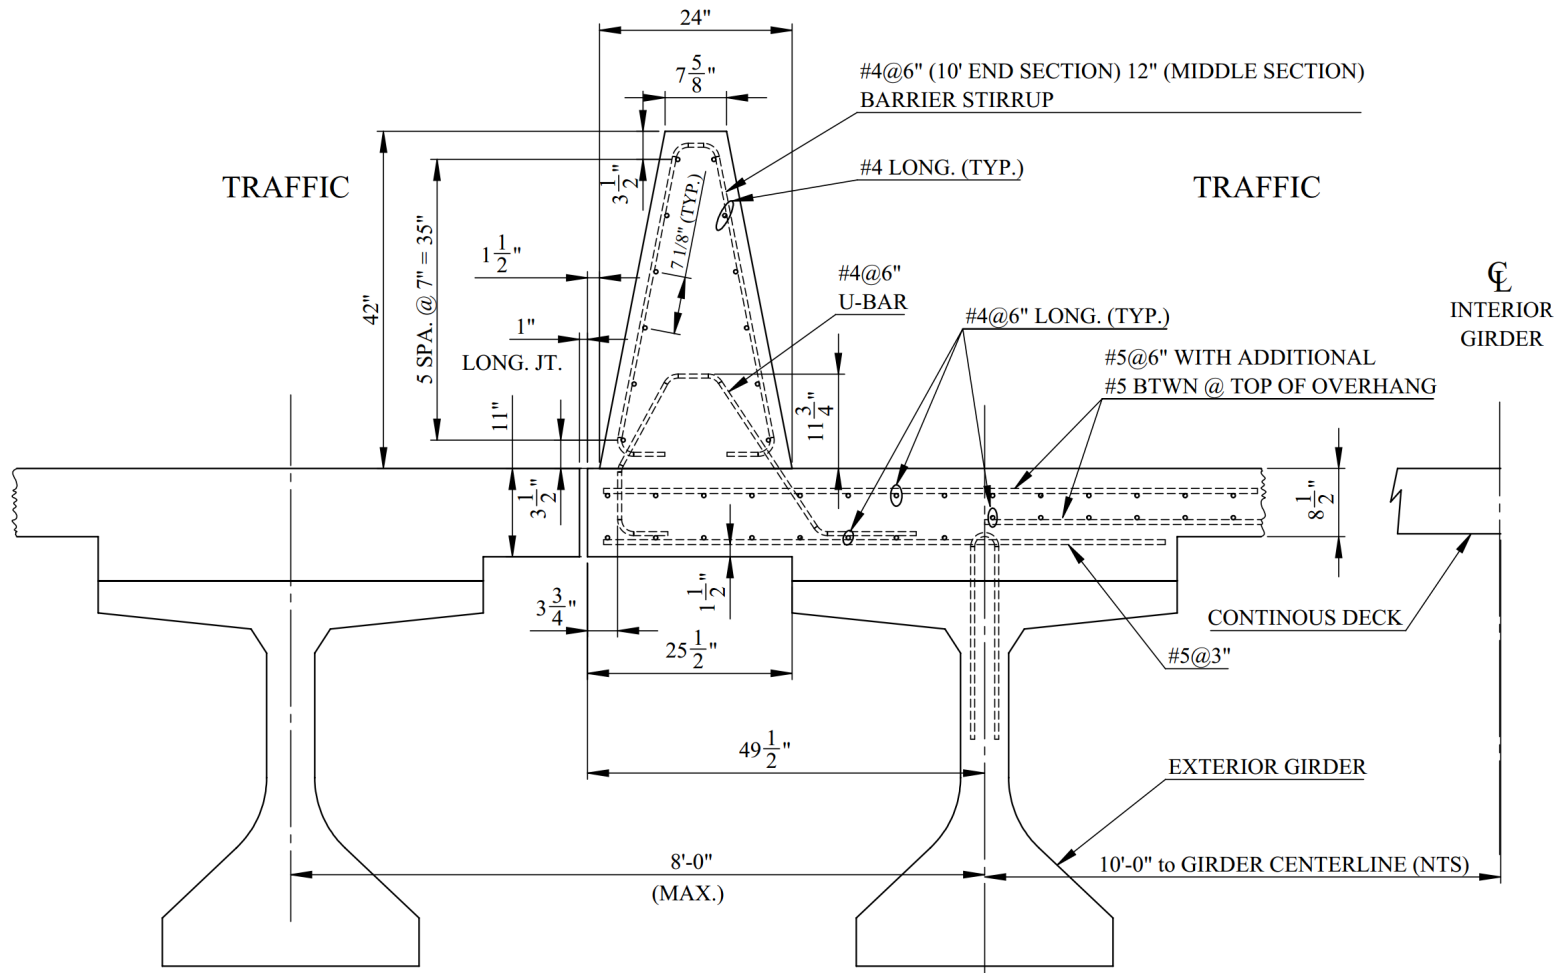 24"
7 5/8"
#4@6" (10' END SECTION) 12" (MIDDLE SECTION)
BARRIER STIRRUP
#4 LONG. (TYP.)
TRAFFIC
TRAFFIC
3 1/2"
7 1/8" (TYP.)
1 1/2"
5 SPA. @ 7" = 35"
42"
#4@6"
U-BAR
℄
INTERIOR
GIRDER
1"
LONG. JT.
#4@6" LONG. (TYP.)
#5@6" WITH ADDITIONAL
#5 BTWN @ TOP OF OVERHANG
11"
11 3/4"
3 1/2"
8 1/2"
1 1/2"
3 3/4"
25 1/2"
CONTINOUS DECK
#5@3"
49 1/2"
EXTERIOR GIRDER
8'-0"
(MAX.)
10'-0" to GIRDER CENTERLINE (NTS)